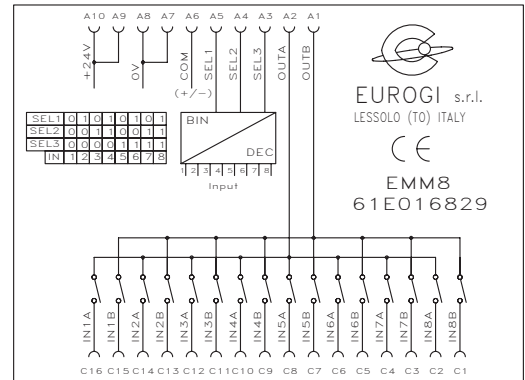 A10 A9 A8 A7 A6 A5 A4 A3 A2 A1
+24V 0V COM (+/-) SEL1 SEL2 SEL3 OUTA OUTB
EUROGI s.r.l.
LESSOLO (TO) ITALY
CE
EMM8
61E016829
SEL1 0 1 0 1 0 1 0 1
SEL2 0 0 1 1 0 0 1 1
SEL3 0 0 0 0 1 1 1 1
IN 1 2 3 4 5 6 7 8
BIN
DEC
1 2 3 4 5 6 7 8
Input
IN1A IN1B IN2A IN2B IN3A IN3B IN4A IN4B IN5A IN5B IN6A IN6B IN7A IN7B IN8A IN8B
C16 C15 C14 C13 C12 C11 C10 C9 C8 C7 C6 C5 C4 C3 C2 C1